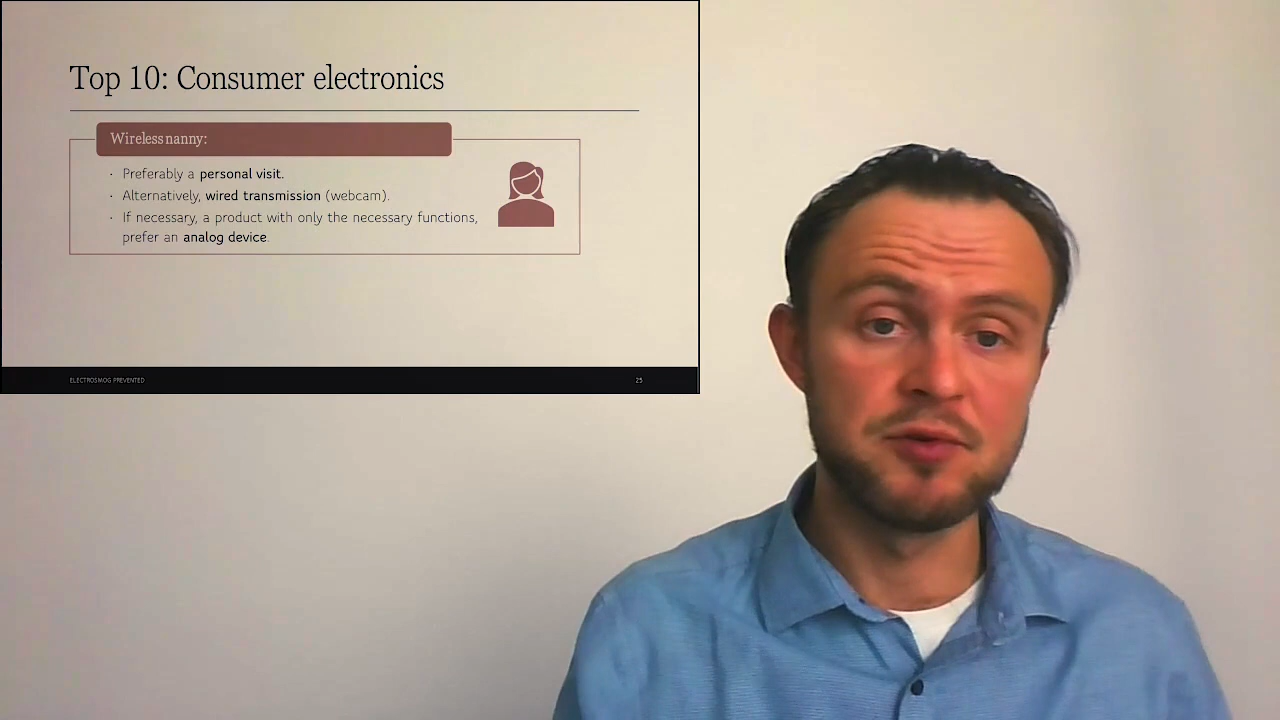 Top 10: Consumer electronics
Wireless nanny:
· Preferably a personal visit.
· Alternatively, wired transmission (webcam).
· If necessary, a product with only the necessary functions,
prefer an analog device.
ELECTROSMOG PREVENTED
25